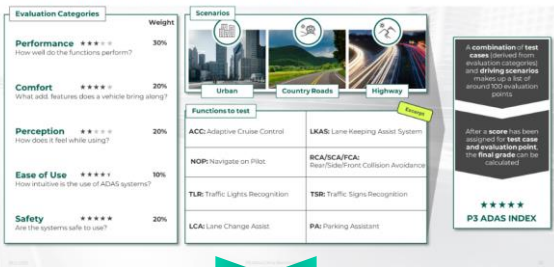 Evaluation Categories
Weight
Performance
30%
How well do the functions perform?
Comfort
20%
What add. features does a vehicle bring along?
Perception
20%
How does it feel while using?
Ease of Use
10%
How intuitive is the use of ADAS systems?
Safety
20%
Are the systems safe to use?
Scenarios
Urban
Country Roads
Highway
Functions to test
Excerpt
ACC: Adaptive Cruise Control
LKAS: Lane Keeping Assist System
NOP: Navigate on Pilot
RCA/SCA/FCA:
Rear/Side/Front Collision Avoidance
TLR: Traffic Lights Recognition
TSR: Traffic Signs Recognition
LCA: Lane Change Assist
PA: Parking Assistant
A combination of test
cases (derived from
evaluation categories)
and driving scenarios
makes up a list of
around 100 evaluation
points
After a score has been
assigned for test case
and evaluation point,
the final grade can be
calculated
P3 ADAS INDEX